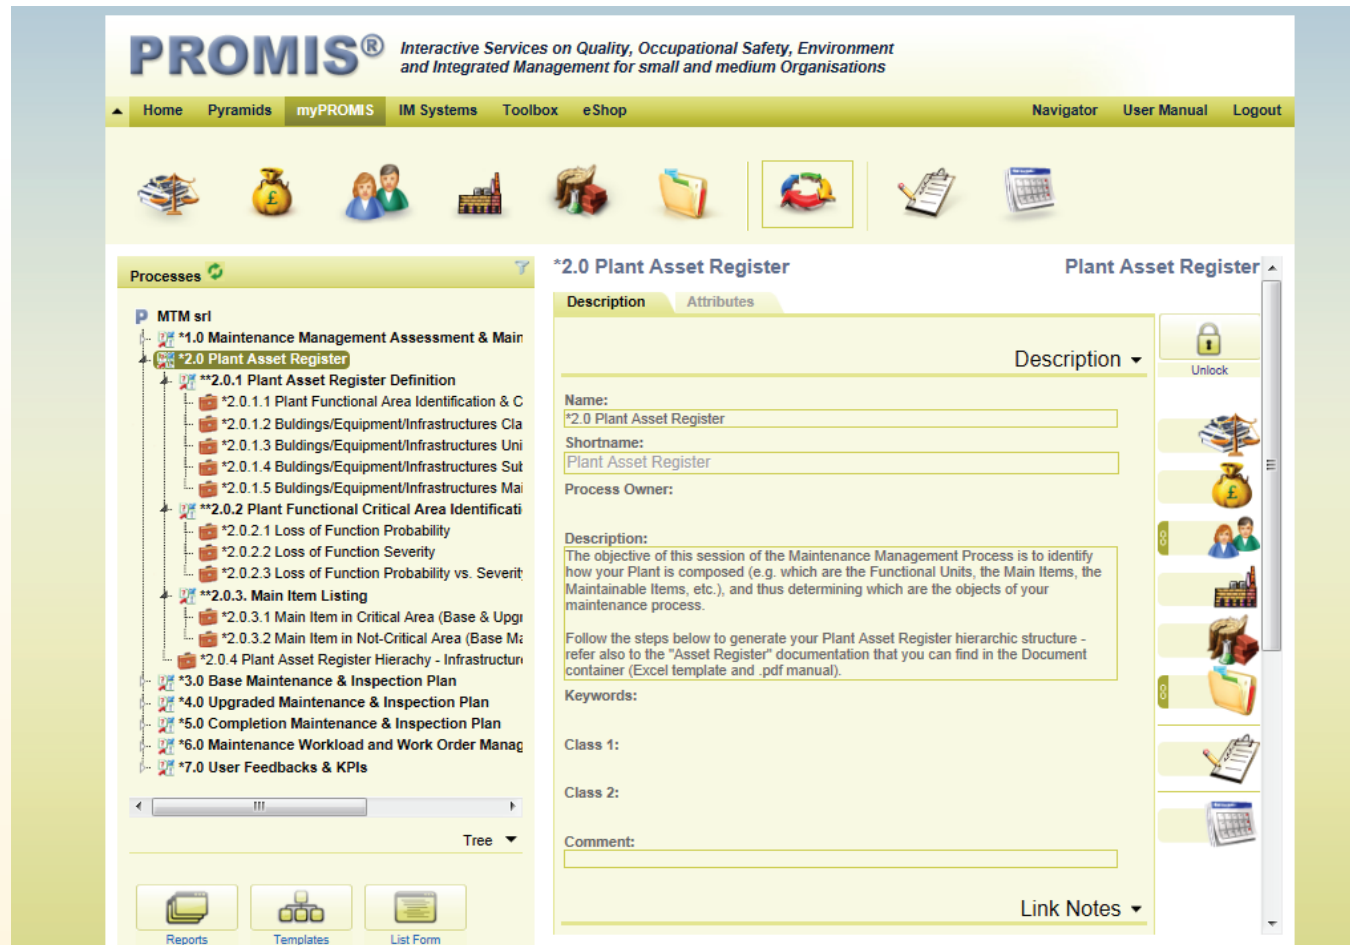 PROMIS® Interactive Services on Quality, Occupational Safety, Environment
and Integrated Management for small and medium Organisations
Home Pyramids myPROMIS IM Systems Toolbox eShop Navigator User Manual Logout
Processes
MTM srl
*1.0 Maintenance Management Assessment & Main
*2.0 Plant Asset Register
**2.0.1 Plant Asset Register Definition
*2.0.1.1 Plant Functional Area Identification & C
*2.0.1.2 Buldings/Equipment/Infrastructures Cla
*2.0.1.3 Buldings/Equipment/Infrastructures Uni
*2.0.1.4 Buldings/Equipment/Infrastructures Sub
*2.0.1.5 Buldings/Equipment/Infrastructures Mai
**2.0.2 Plant Functional Critical Area Identificati
*2.0.2.1 Loss of Function Probability
*2.0.2.2 Loss of Function Severity
*2.0.2.3 Loss of Function Probability vs. Severit
**2.0.3. Main Item Listing
*2.0.3.1 Main Item in Critical Area (Base & Upgr
*2.0.3.2 Main Item in Not-Critical Area (Base Ma
*2.0.4 Plant Asset Register Hierachy - Infrastructure
*3.0 Base Maintenance & Inspection Plan
*4.0 Upgraded Maintenance & Inspection Plan
*5.0 Completion Maintenance & Inspection Plan
*6.0 Maintenance Workload and Work Order Manag
*7.0 User Feedbacks & KPIs
Tree
Reports Templates List Form
*2.0 Plant Asset Register Plant Asset Register
Description Attributes
Description
Unlock
Name:
*2.0 Plant Asset Register
Shortname:
Plant Asset Register
Process Owner:
Description:
The objective of this session of the Maintenance Management Process is to identify
how your Plant is composed (e.g. which are the Functional Units, the Main Items, the
Maintainable Items, etc.), and thus determining which are the objects of your
maintenance process.
Follow the steps below to generate your Plant Asset Register hierarchic structure -
refer also to the "Asset Register" documentation that you can find in the Document
container (Excel template and .pdf manual).
Keywords:
Class 1:
Class 2:
Comment:
Link Notes